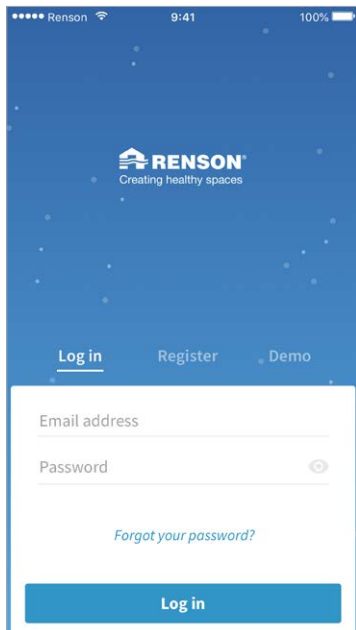 Renson 9:41 100%
RENSON®
Creating healthy spaces
Log in Register Demo
Email address
Password
Forgot your password?
Log in